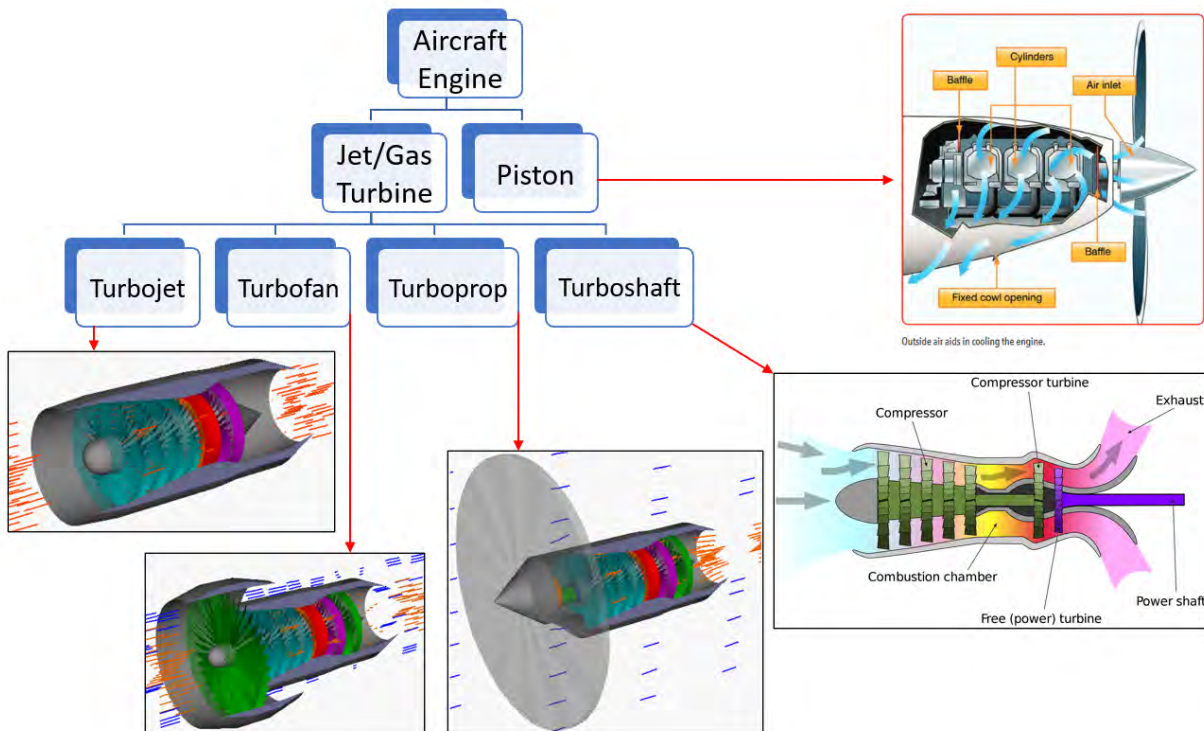 Aircraft
Engine
Jet/Gas
Turbine
Piston
Turbojet
Turbofan
Turboprop
Turboshaft
Cylinders
Baffle
Air inlet
Baffle
Fixed cowl opening
Outside air aids in cooling the engine.
Compressor turbine
Compressor
Exhaust
Combustion chamber
Power shaft
Free (power) turbine